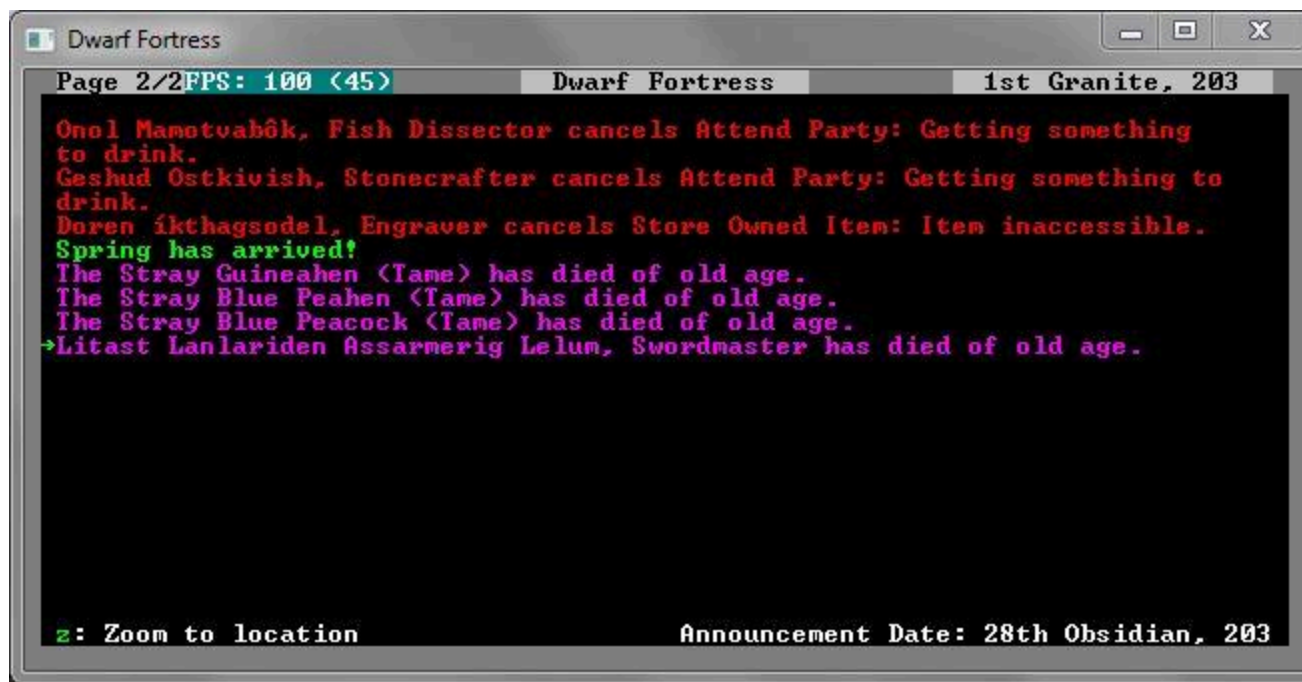 Dwarf Fortress
Page 2/2 FPS: 100 (45) Dwarf Fortress 1st Granite, 203
Onol Mamotvabôk, Fish Dissector cancels Attend Party: Getting something
to drink.
Geshud Ostkivish, Stonecrafter cancels Attend Party: Getting something to
drink.
Doren íkthagsodel, Engraver cancels Store Owned Item: Item inaccessible.
Spring has arrived!
The Stray Guineahen (Tame) has died of old age.
The Stray Blue Peahen (Tame) has died of old age.
The Stray Blue Peacock (Tame) has died of old age.
→Litast Lanlariden Assarmerig Lelum, Swordmaster has died of old age.
z: Zoom to location Announcement Date: 28th Obsidian, 203